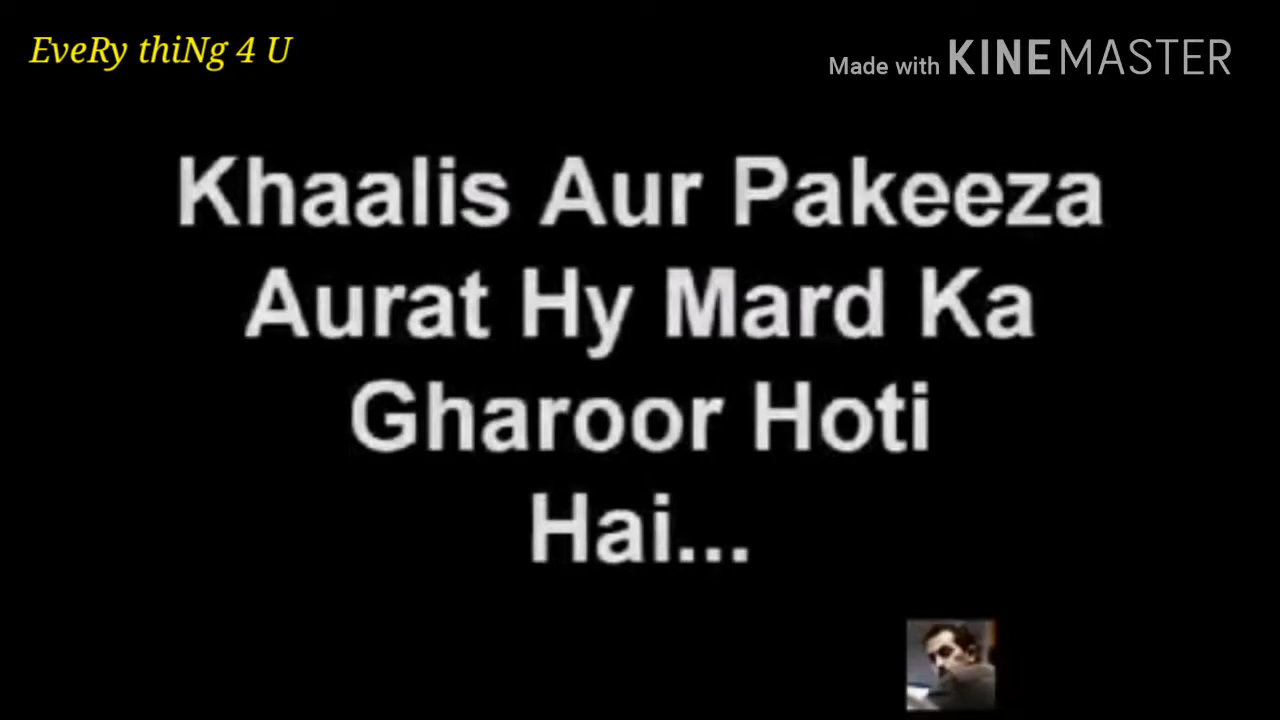 EveRy thiNg 4 U
Made with KINEMASTER
Khaalis Aur Pakeeza
Aurat Hy Mard Ka
Gharoor Hoti
Hai...